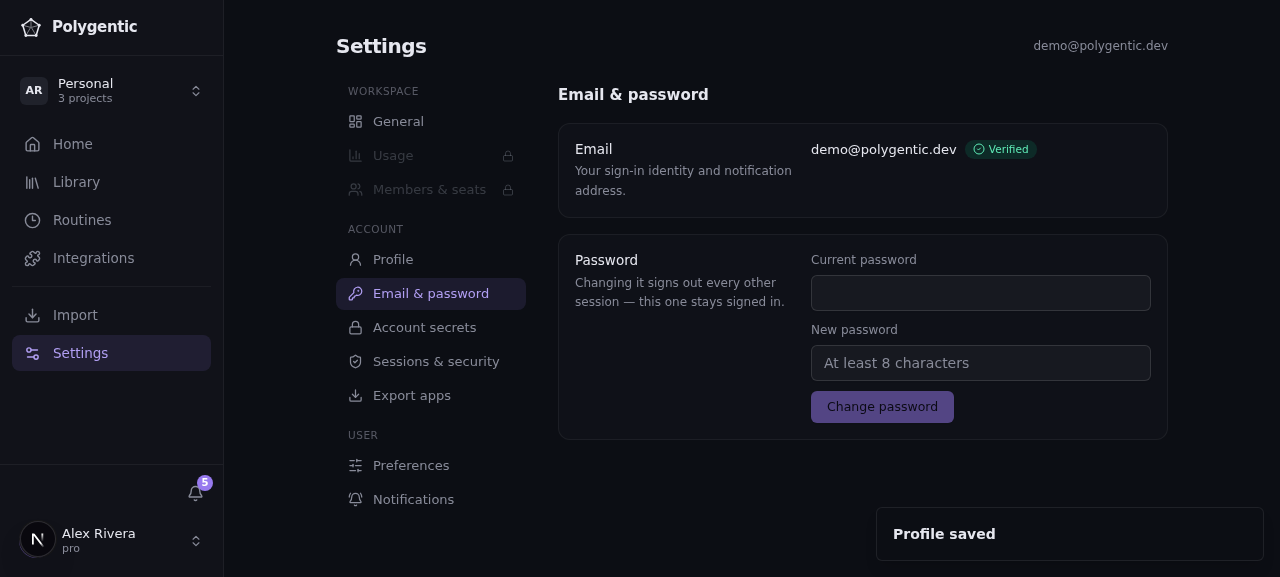 Polygentic
AR
Personal
3 projects
Home
Library
Routines
Integrations
Import
Settings
5
Alex Rivera
pro
Settings
demo@polygentic.dev
WORKSPACE
General
Usage
Members & seats
ACCOUNT
Profile
Email & password
Account secrets
Sessions & security
Export apps
USER
Preferences
Notifications
Email & password
Email
Your sign-in identity and notification
address.
demo@polygentic.dev
Verified
Password
Changing it signs out every other
session — this one stays signed in.
Current password
New password
At least 8 characters
Change password
Profile saved